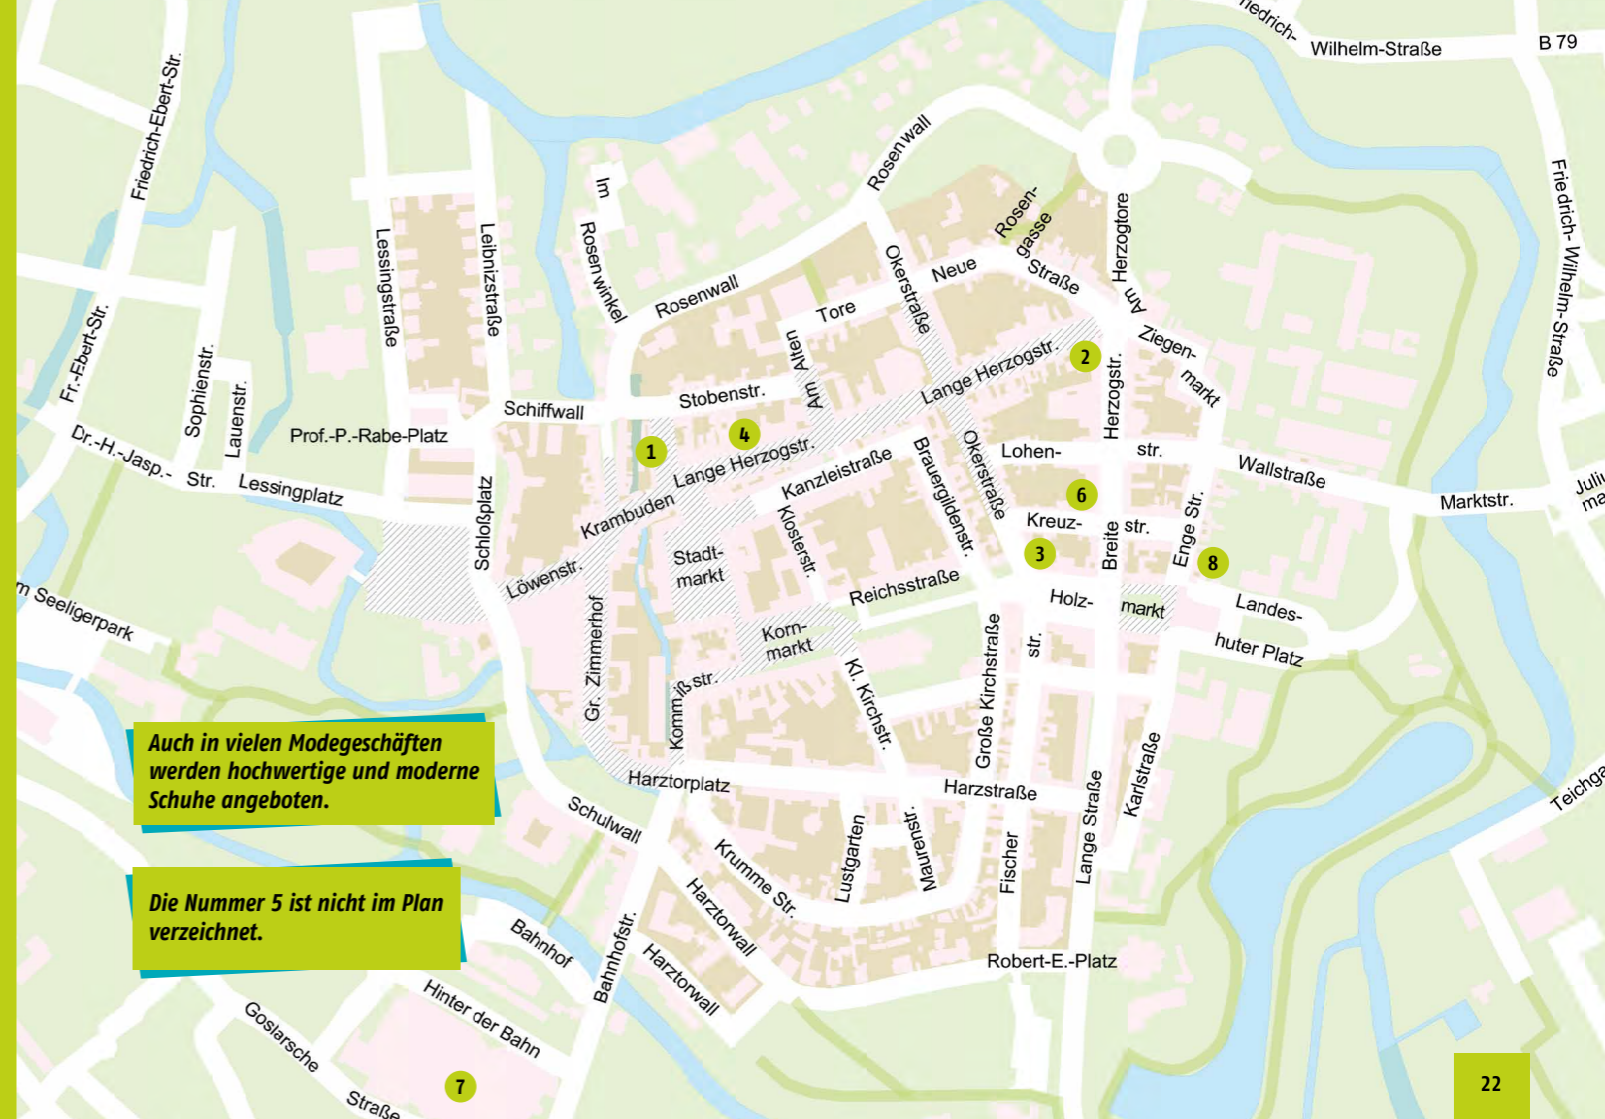 Friedrich-
Wilhelm-Straße
B 79
Friedrich-Ebert-Str.
Friedrich-Wilhelm-Straße
Rosenwall
Im
Rosenwinkel
Rosen-
gasse
Am Herzogtore
Lessingstraße
Leibnizstraße
Okerstraße
Neue
Straße
Rosenwall
Am Alten
Tore
Fr.-Ebert-Str.
Sophienstr.
Lauenstr.
Ziegen-
markt
Lange Herzogstr.
2
Herzogstr.
Stobenstr.
Schiffwall
Prof.-P.-Rabe-Platz
4
1
Lange Herzogstr.
Krambuden
Kanzleistraße
Brauergildenstr.
Okerstraße
Lohen-
str.
Wallstraße
Marktstr.
Dr.-H.-Jasp.-
Str.
Lessingplatz
Schloßplatz
6
Kreuz-
str.
Breite
Enge Str.
3
8
Klosterstr.
Stadt-
markt
Löwenstr.
Reichsstraße
Holz-
markt
Landes-
huter Platz
Seeligerpark
Gr. Zimmerhof
Korn-
markt
Kommißstr.
Kl. Kirchstr.
Große Kirchstraße
str.
Karlstraße
Auch in vielen Modegeschäften
werden hochwertige und moderne
Schuhe angeboten.
Harztorplatz
Harzstraße
Schulwall
Krumme Str.
Lustgarten
Maurenstr.
Fischer
Lange Straße
Die Nummer 5 ist nicht im Plan
verzeichnet.
Harztorwall
Harztorwall
Bahnhof
Bahnhofstr.
Robert-E.-Platz
Hinter der Bahn
Goslarsche
Straße
7
22